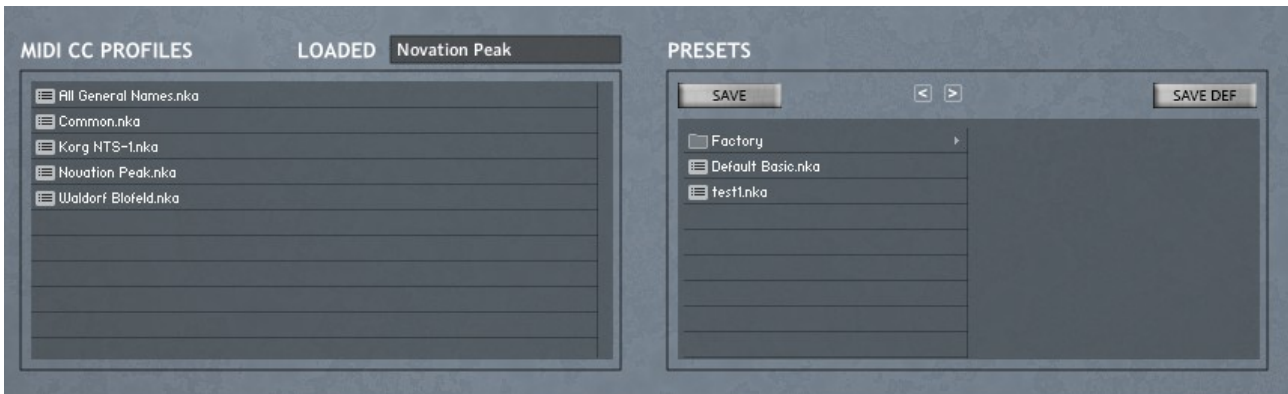 MIDI CC PROFILES
LOADED
Novation Peak
All General Names.nka
Common.nka
Korg NTS-1.nka
Novation Peak.nka
Waldorf Blofeld.nka
PRESETS
SAVE
< >
SAVE DEF
Factory
Default Basic.nka
test1.nka